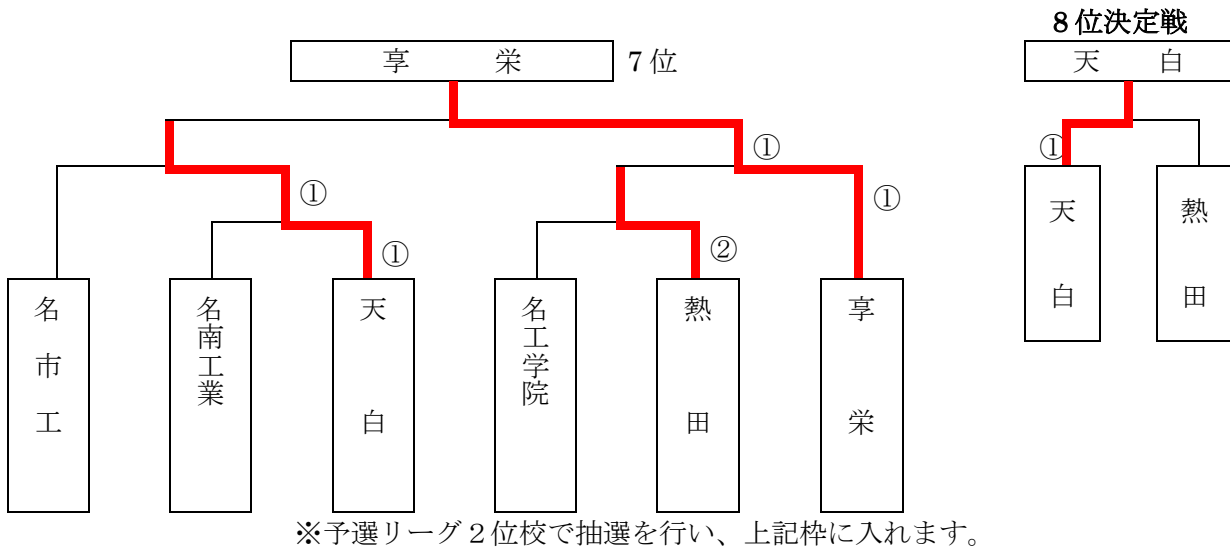 8位決定戦
享栄 7位
天白
①
①
①
①
②
①
天白
熱田
名市工
名南工業
天白
名工学院
熱田
享栄
※予選リーグ2位校で抽選を行い、上記枠に入れます。